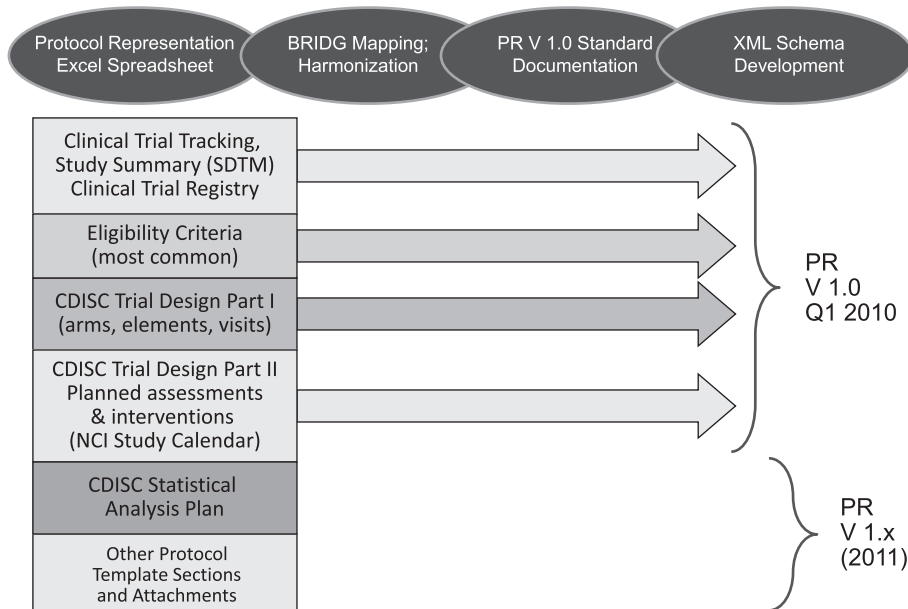 Protocol Representation
Excel Spreadsheet
BRIDG Mapping;
Harmonization
PR V 1.0 Standard
Documentation
XML Schema
Development
Clinical Trial Tracking,
Study Summary (SDTM)
Clinical Trial Registry
Eligibility Criteria
(most common)
CDISC Trial Design Part I
(arms, elements, visits)
CDISC Trial Design Part II
Planned assessments
& interventions
(NCI Study Calendar)
PR
V 1.0
Q1 2010
CDISC Statistical
Analysis Plan
Other Protocol
Template Sections
and Attachments
PR
V 1.x
(2011)